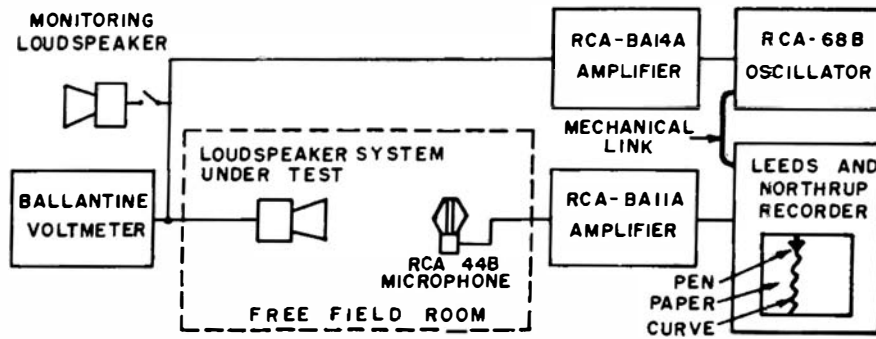 MONITORING
LOUDSPEAKER
RCA-BA14A
AMPLIFIER
RCA-68B
OSCILLATOR
MECHANICAL
LINK
LOUDSPEAKER SYSTEM
UNDER TEST
BALLANTINE
VOLTMETER
RCA 44B
MICROPHONE
FREE FIELD ROOM
RCA-BA11A
AMPLIFIER
LEEDS AND
NORTHRUP
RECORDER
PEN
PAPER
CURVE